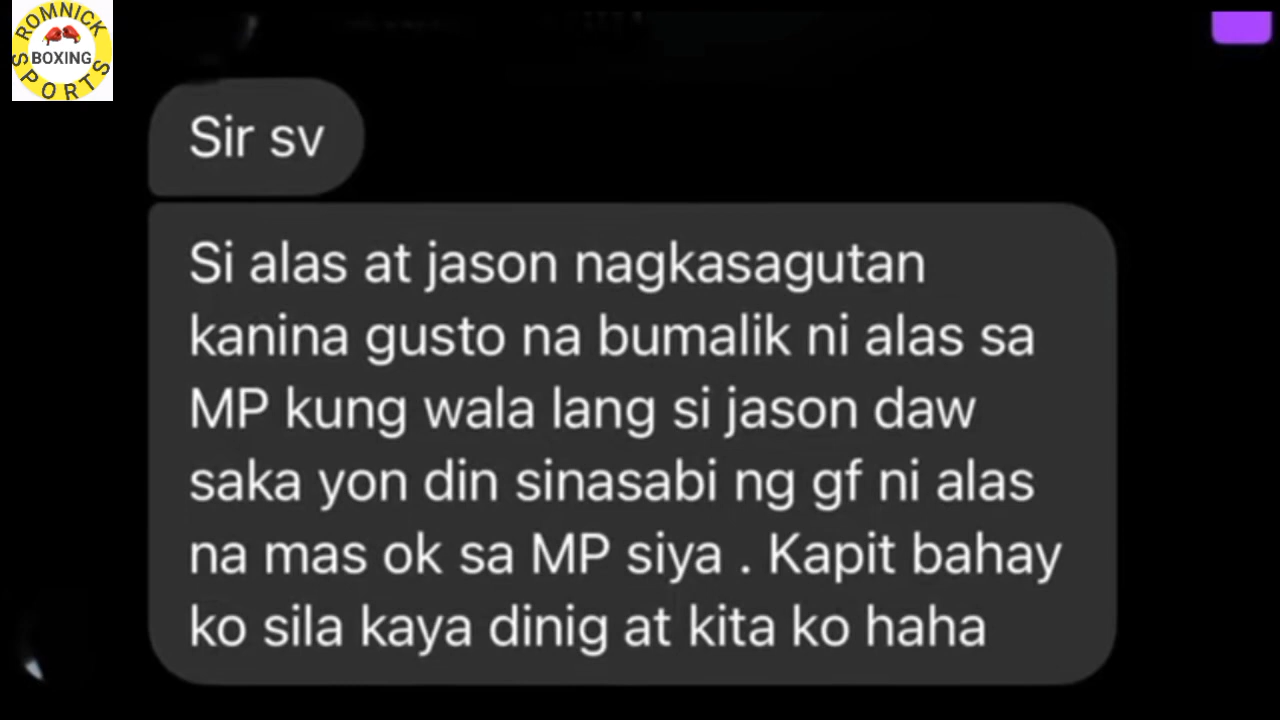 ROMNICK
BOXING
SPORTS
Sir sv
Si alas at jason nagkasagutan
kanina gusto na bumalik ni alas sa
MP kung wala lang si jason daw
saka yon din sinasabi ng gf ni alas
na mas ok sa MP siya . Kapit bahay
ko sila kaya dinig at kita ko haha